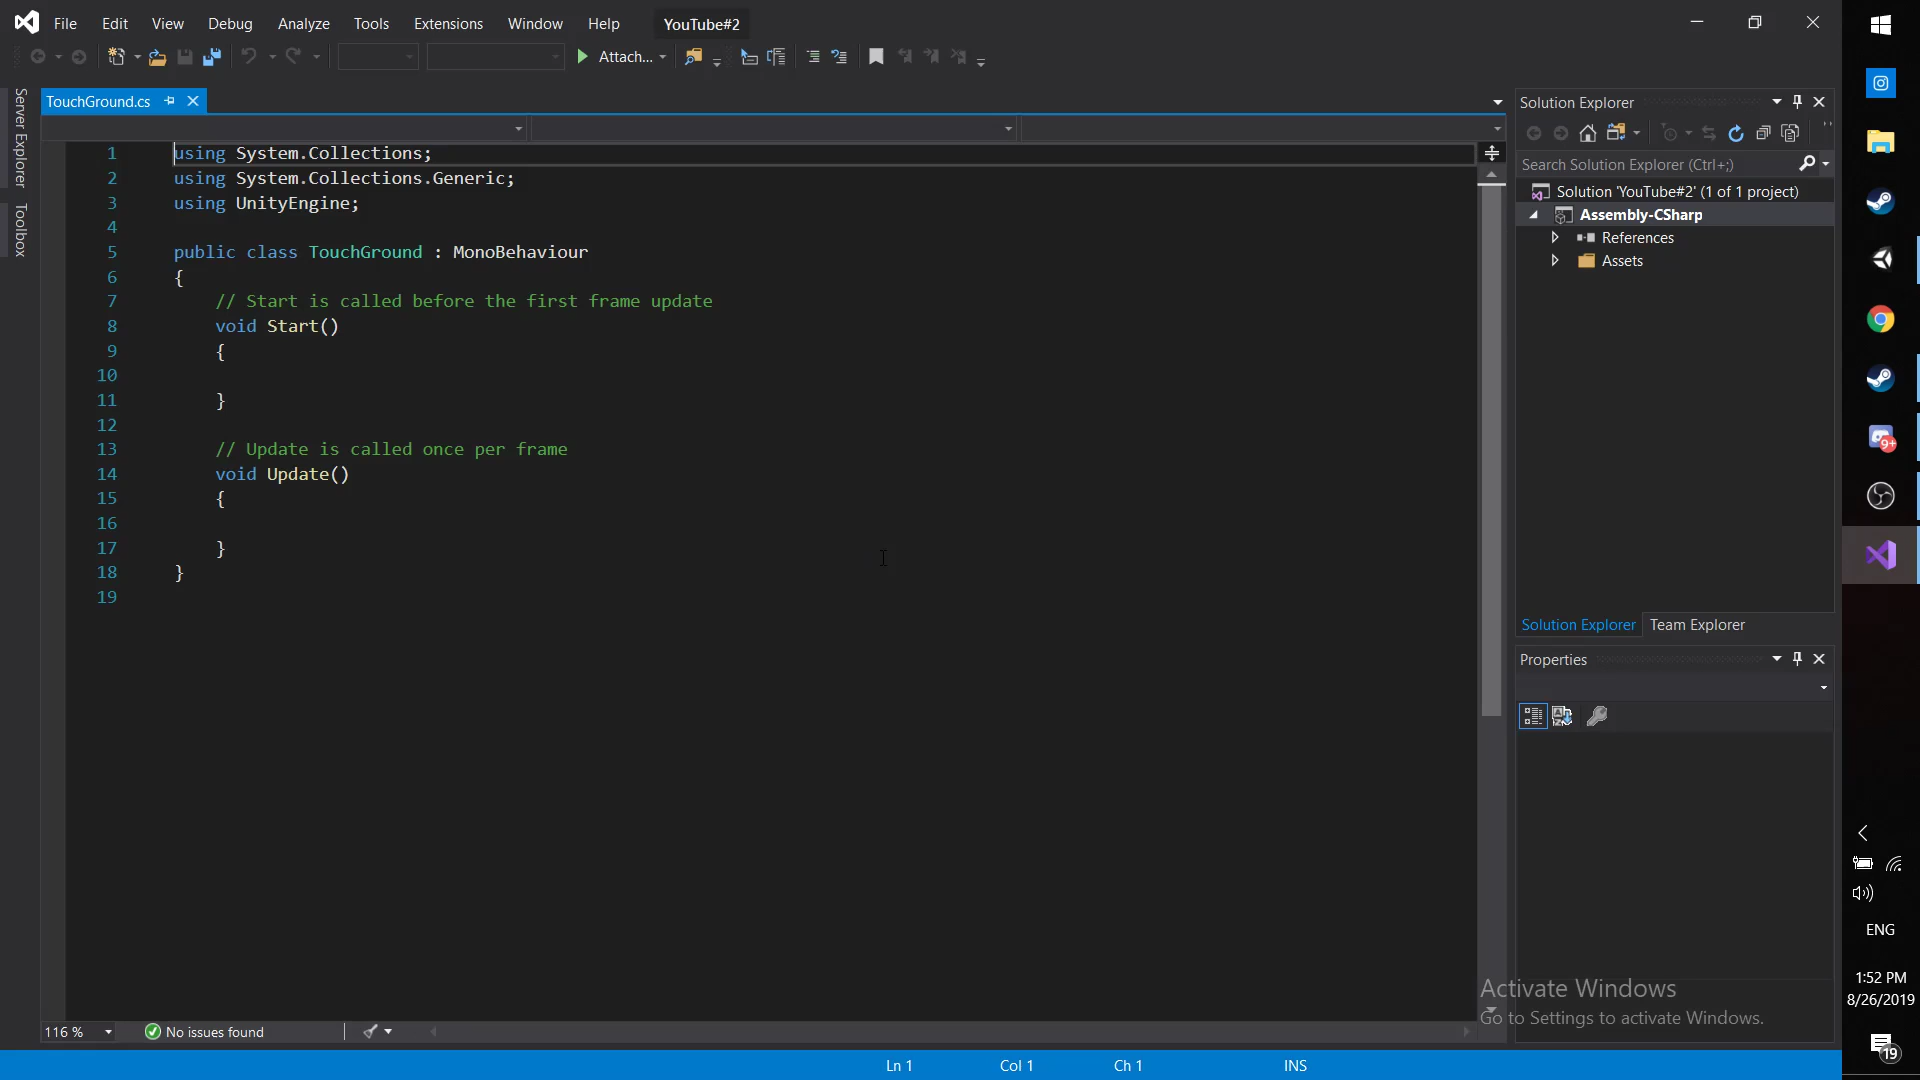 File Edit View Debug Analyze Tools Extensions Window Help YouTube#2
Attach...
Server Explorer
Toolbox
TouchGround.cs
1 using System.Collections;
2 using System.Collections.Generic;
3 using UnityEngine;
4
5 public class TouchGround : MonoBehaviour
6 {
7 // Start is called before the first frame update
8 void Start()
9 {
10
11 }
12
13 // Update is called once per frame
14 void Update()
15 {
16
17 }
18 }
19
116 % No issues found
Ln 1 Col 1 Ch 1 INS
Solution Explorer
Search Solution Explorer (Ctrl+;)
Solution 'YouTube#2' (1 of 1 project)
Assembly-CSharp
References
Assets
Solution Explorer Team Explorer
Properties
Activate Windows
Go to Settings to activate Windows.
9+
ENG
1:52 PM
8/26/2019
19